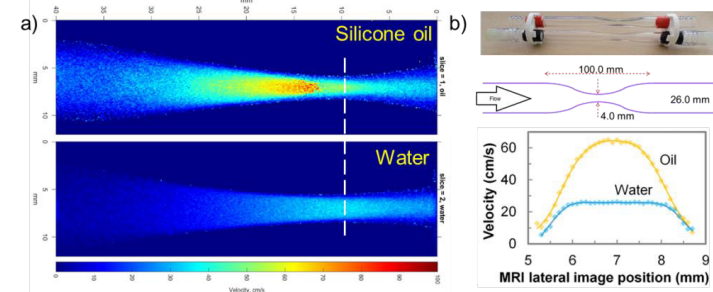 a)
mm
40
30
25
20
15
10
5
0
Silicone oil
slice = 1, oil
0
5
10
mm
Water
slice = 2, water
0
5
10
mm
0
10
20
30
40
50
60
70
80
90
100
Velocity, cm/s
b)
100.0 mm
Flow
26.0 mm
4.0 mm
Velocity (cm/s)
60
40
20
0
Oil
Water
5
6
7
8
9
MRI lateral image position (mm)